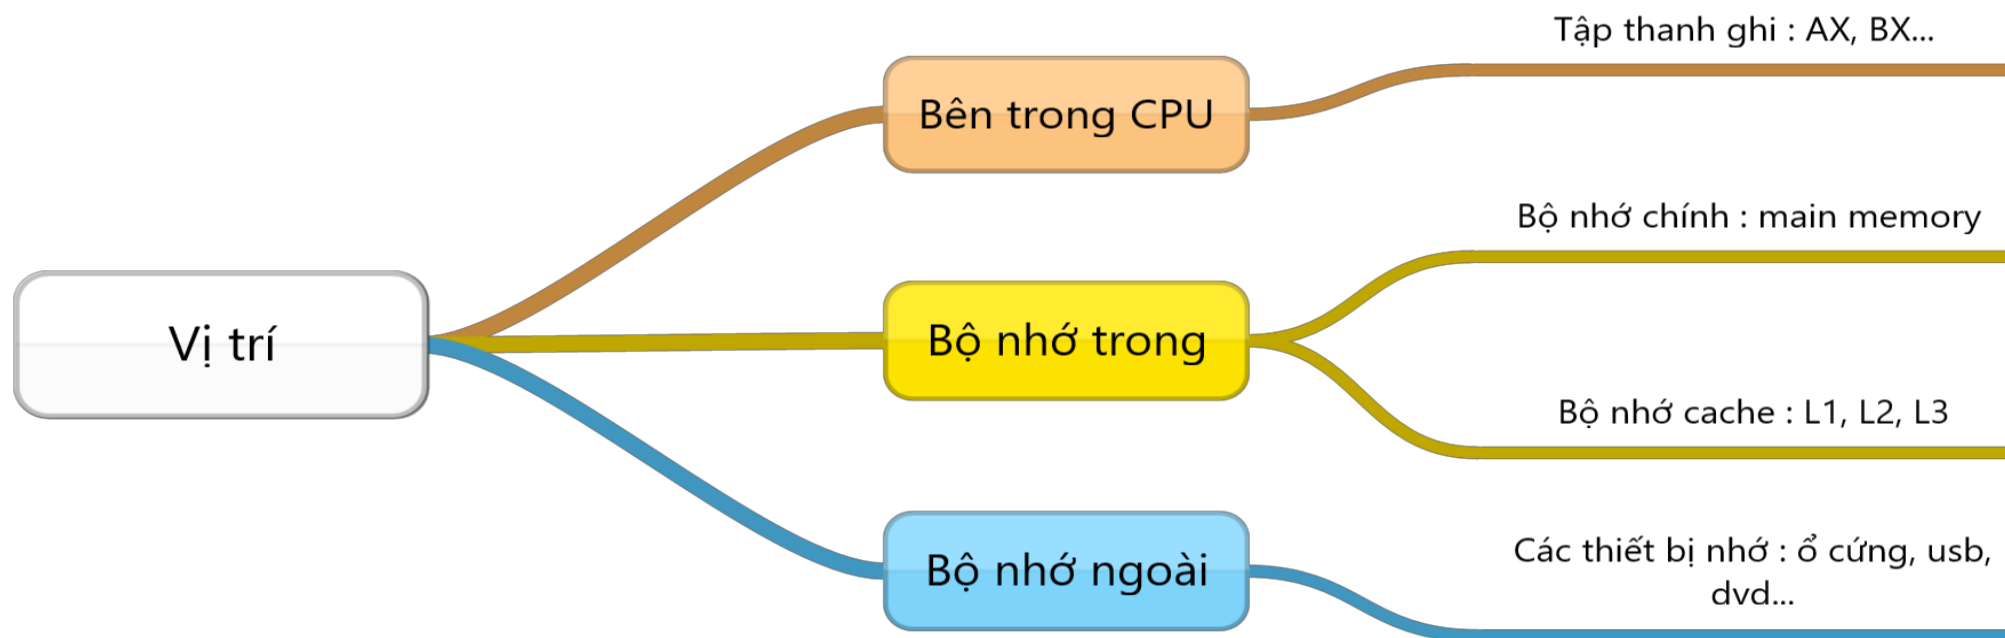 Vị trí
Bên trong CPU
Tập thanh ghi : AX, BX...
Bộ nhớ trong
Bộ nhớ chính : main memory
Bộ nhớ cache : L1, L2, L3
Bộ nhớ ngoài
Các thiết bị nhớ : ổ cứng, usb,
dvd...